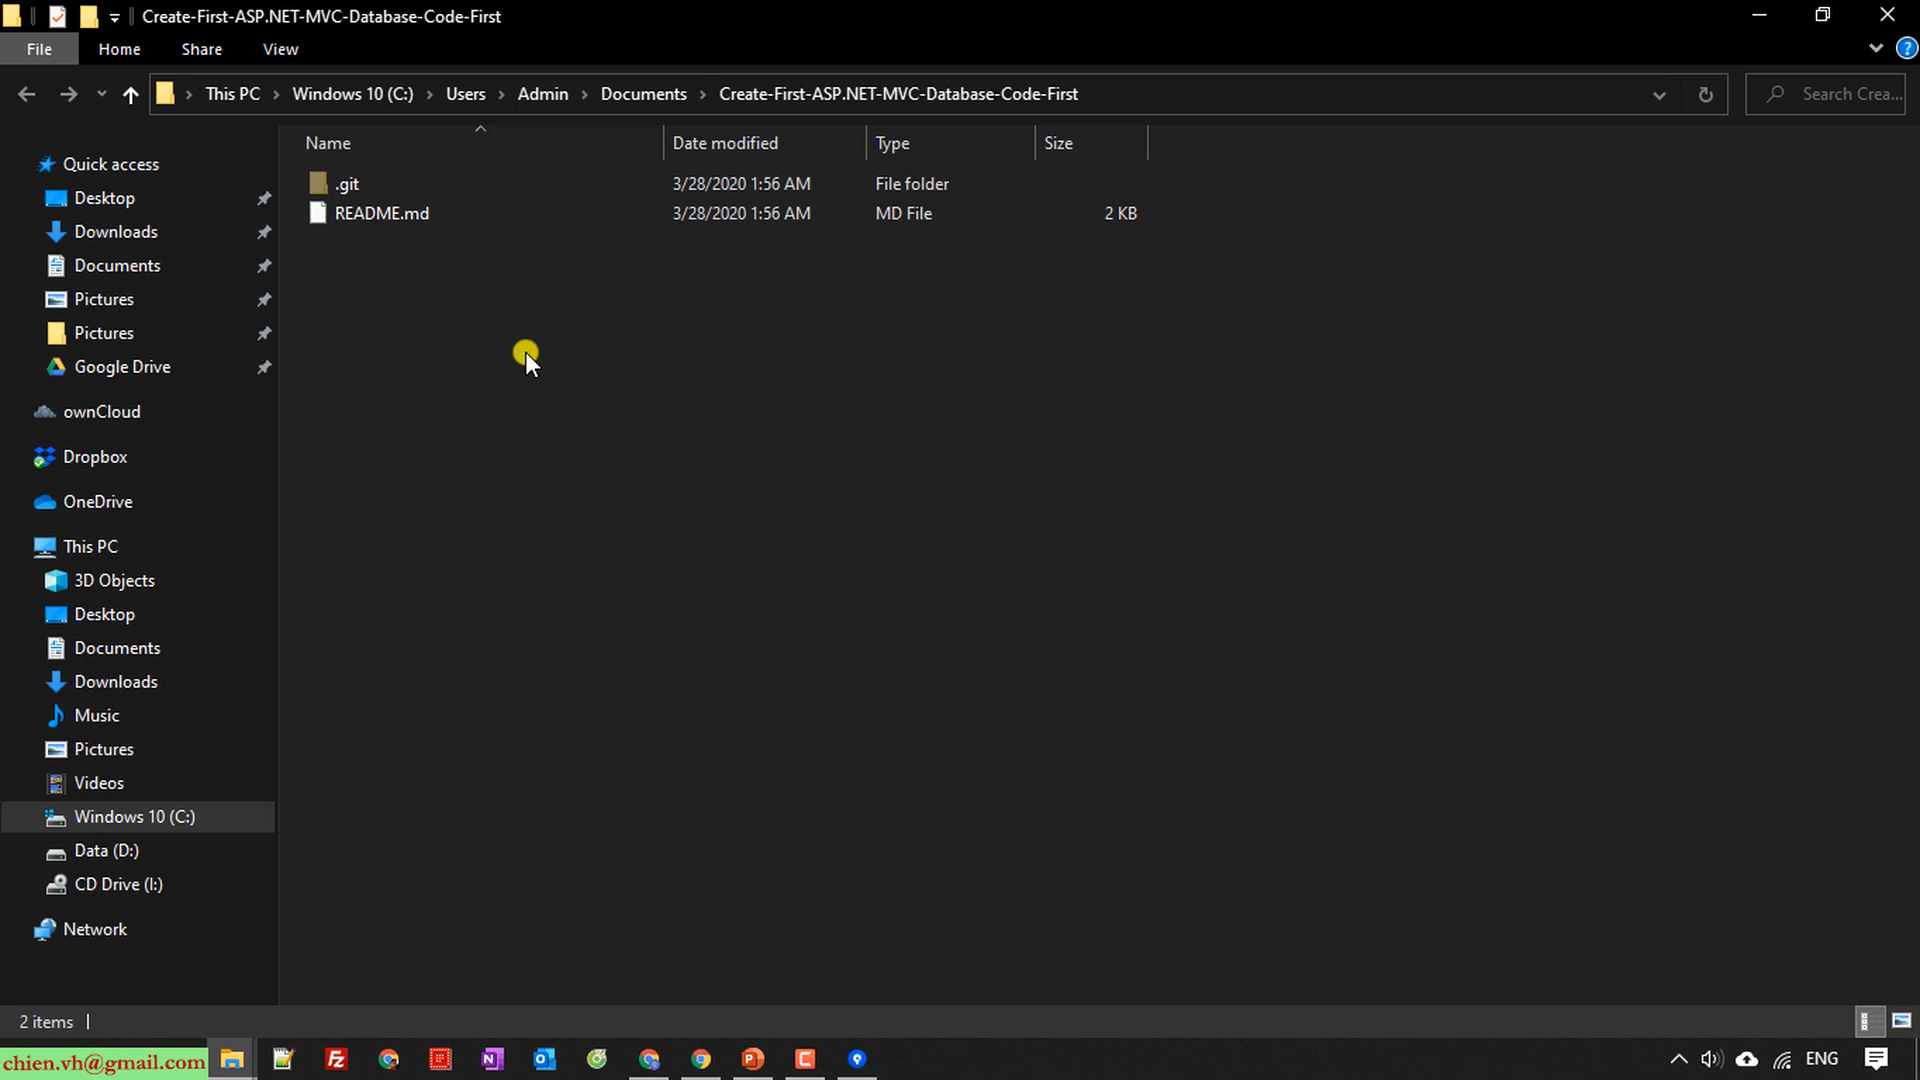 Create-First-ASP.NET-MVC-Database-Code-First
File Home Share View
This PC Windows 10 (C:) Users Admin Documents Create-First-ASP.NET-MVC-Database-Code-First
Search Crea...
Name Date modified Type Size
.git 3/28/2020 1:56 AM File folder
README.md 3/28/2020 1:56 AM MD File 2 KB
Quick access
Desktop
Downloads
Documents
Pictures
Pictures
Google Drive
ownCloud
Dropbox
OneDrive
This PC
3D Objects
Desktop
Documents
Downloads
Music
Pictures
Videos
Windows 10 (C:)
Data (D:)
CD Drive (I:)
Network
2 items
chien.vh@gmail.com
ENG